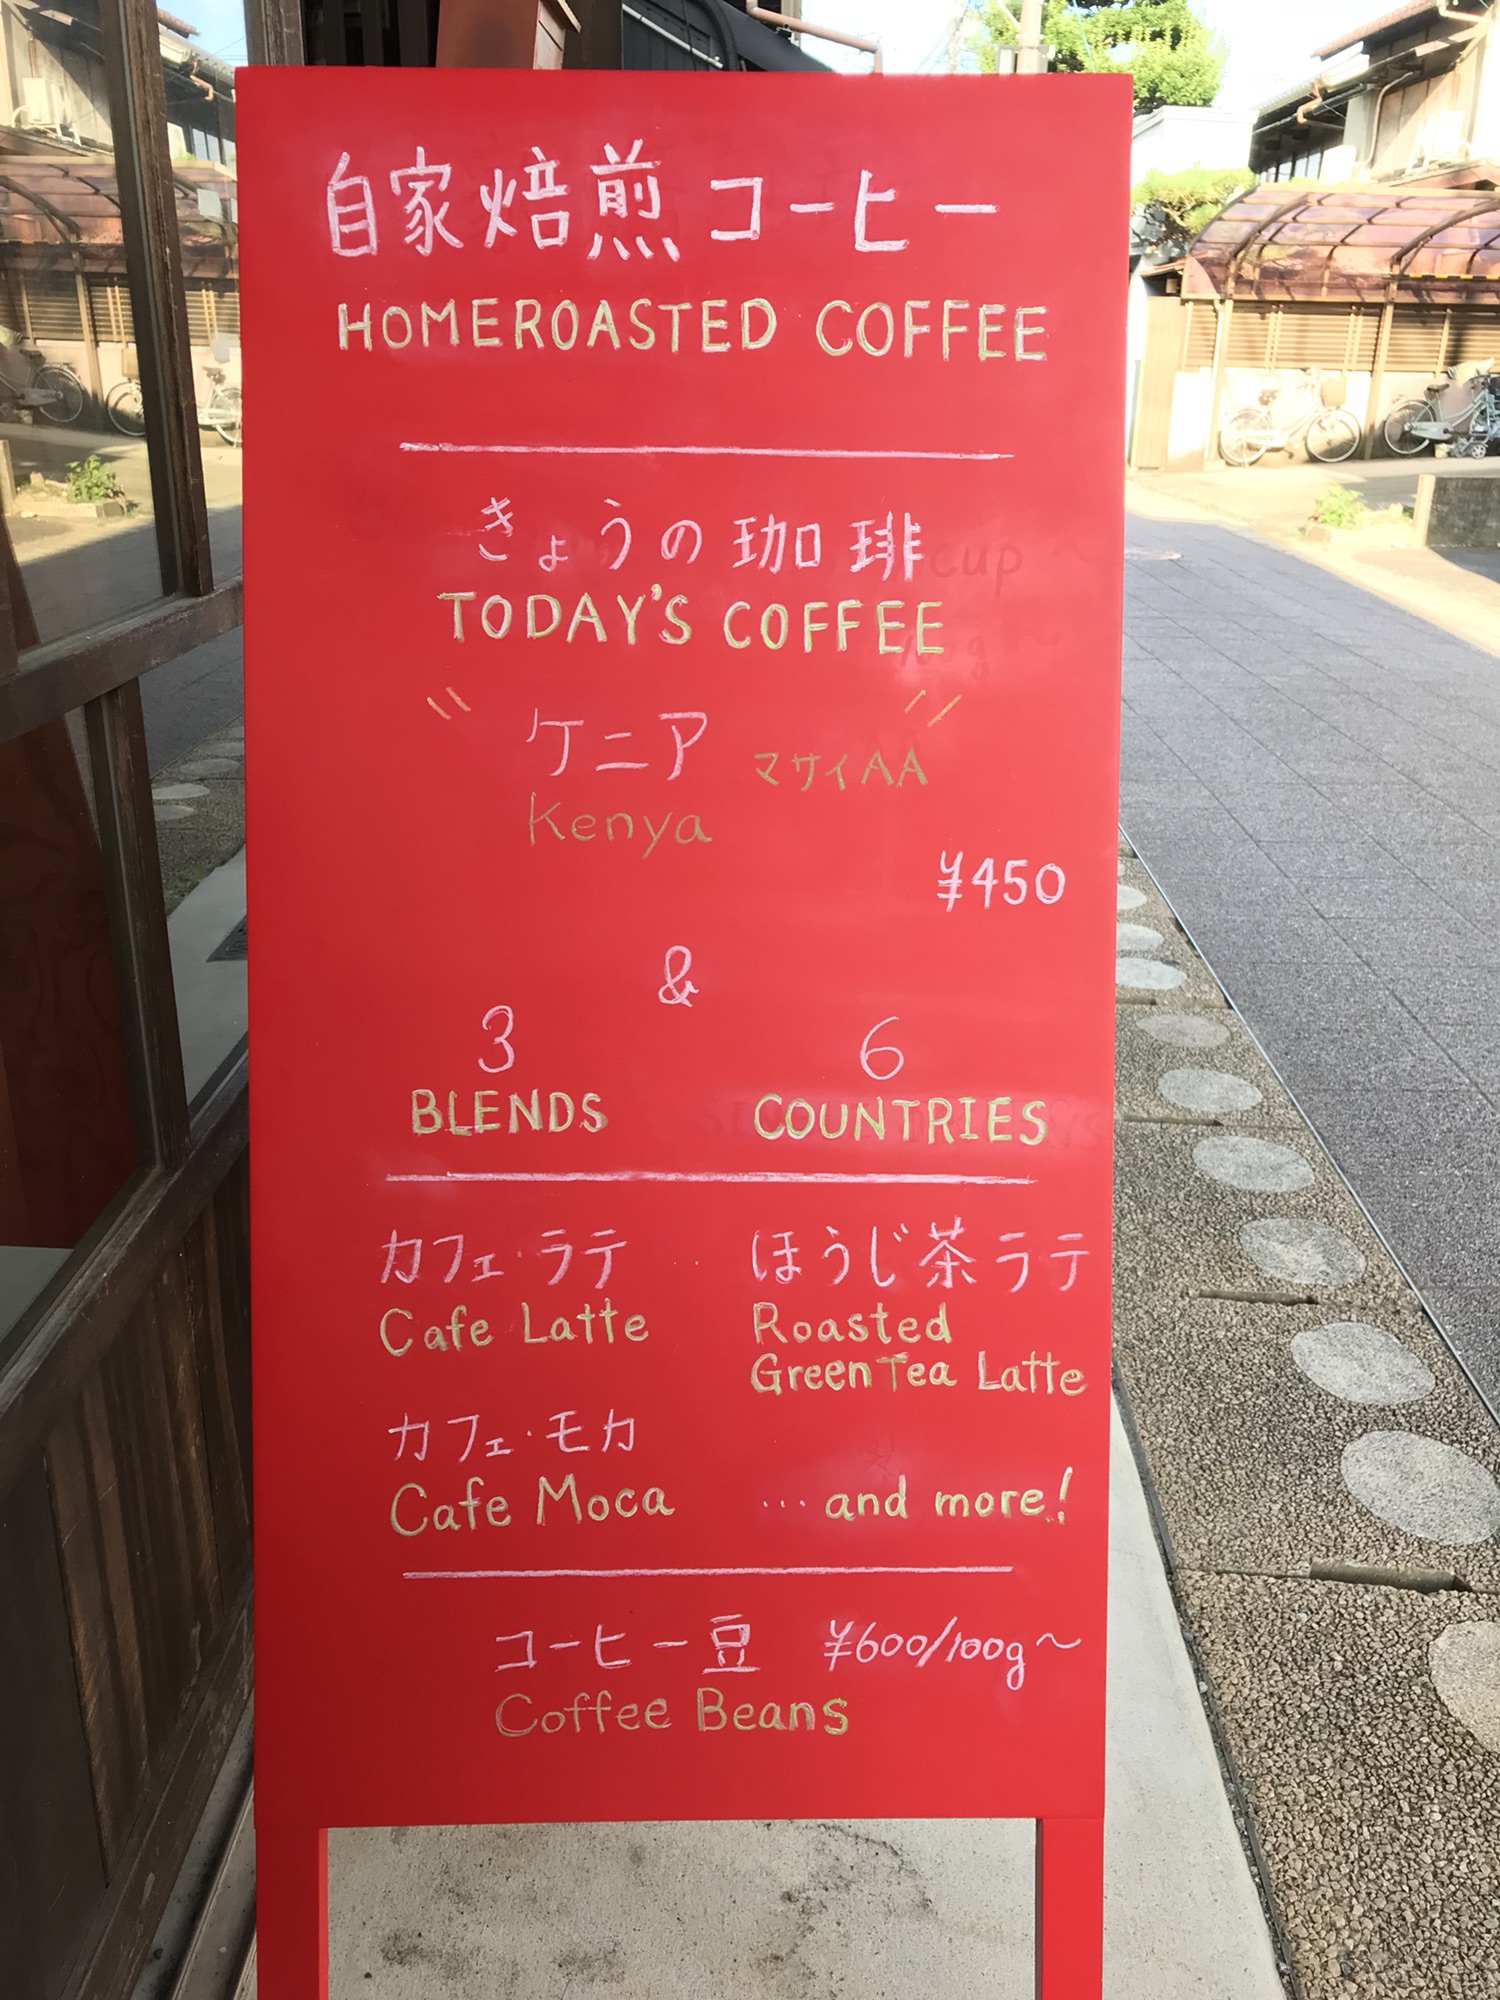 自家焙煎コーヒー
HOMEROASTED COFFEE
きょうの珈琲
TODAY'S COFFEE
ケニア マサイAA
Kenya
¥450
&
3 6
BLENDS COUNTRIES
カフェ・ラテ ほうじ茶ラテ
Cafe Latte Roasted
Green Tea Latte
カフェ・モカ
Cafe Moca ... and more!
コーヒー豆 ¥600/100g〜
Coffee Beans